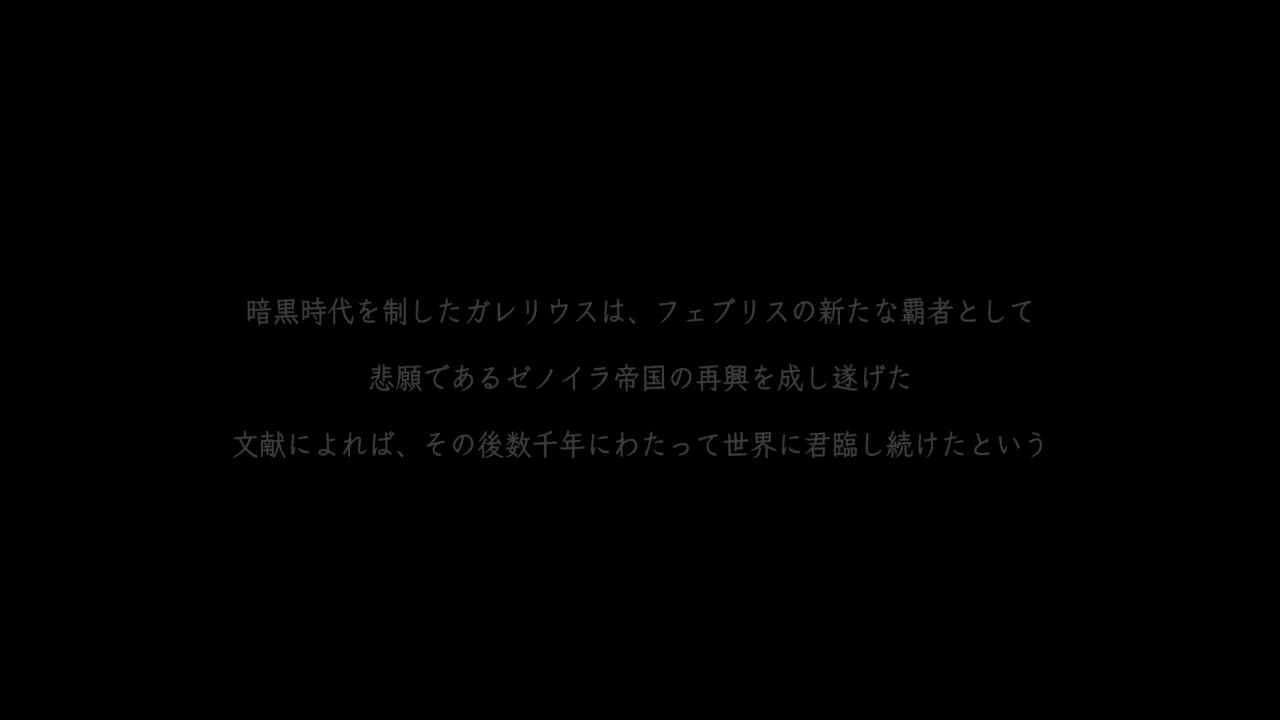 暗黒時代を制したガレリウスは、フェブリスの新たな覇者として
悲願であるゼノイラ帝国の再興を成し遂げた
文献によれば、その後数千年にわたって世界に君臨し続けたという